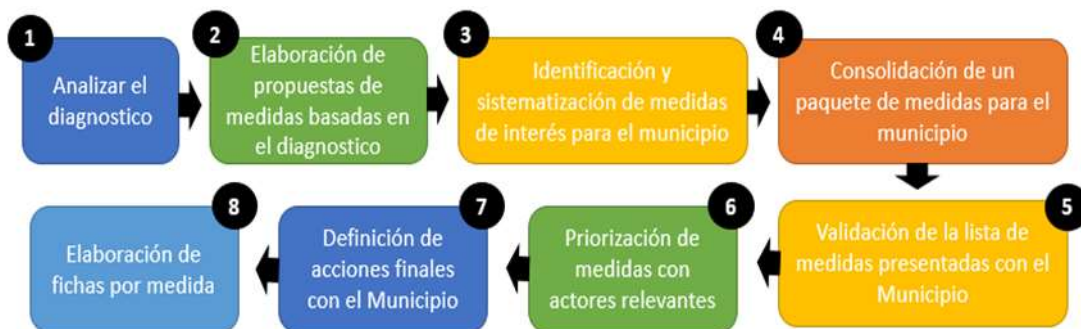 1
Analizar el
diagnostico
2
Elaboración de
propuestas de
medidas basadas en
el diagnostico
3
Identificación y
sistematización de medidas
de interés para el municipio
4
Consolidación de un
paquete de medidas para el
municipio
5
Validación de la lista de
medidas presentadas con el
Municipio
6
Priorización de
medidas con
actores relevantes
7
Definición de
acciones finales
con el Municipio
8
Elaboración de
fichas por medida